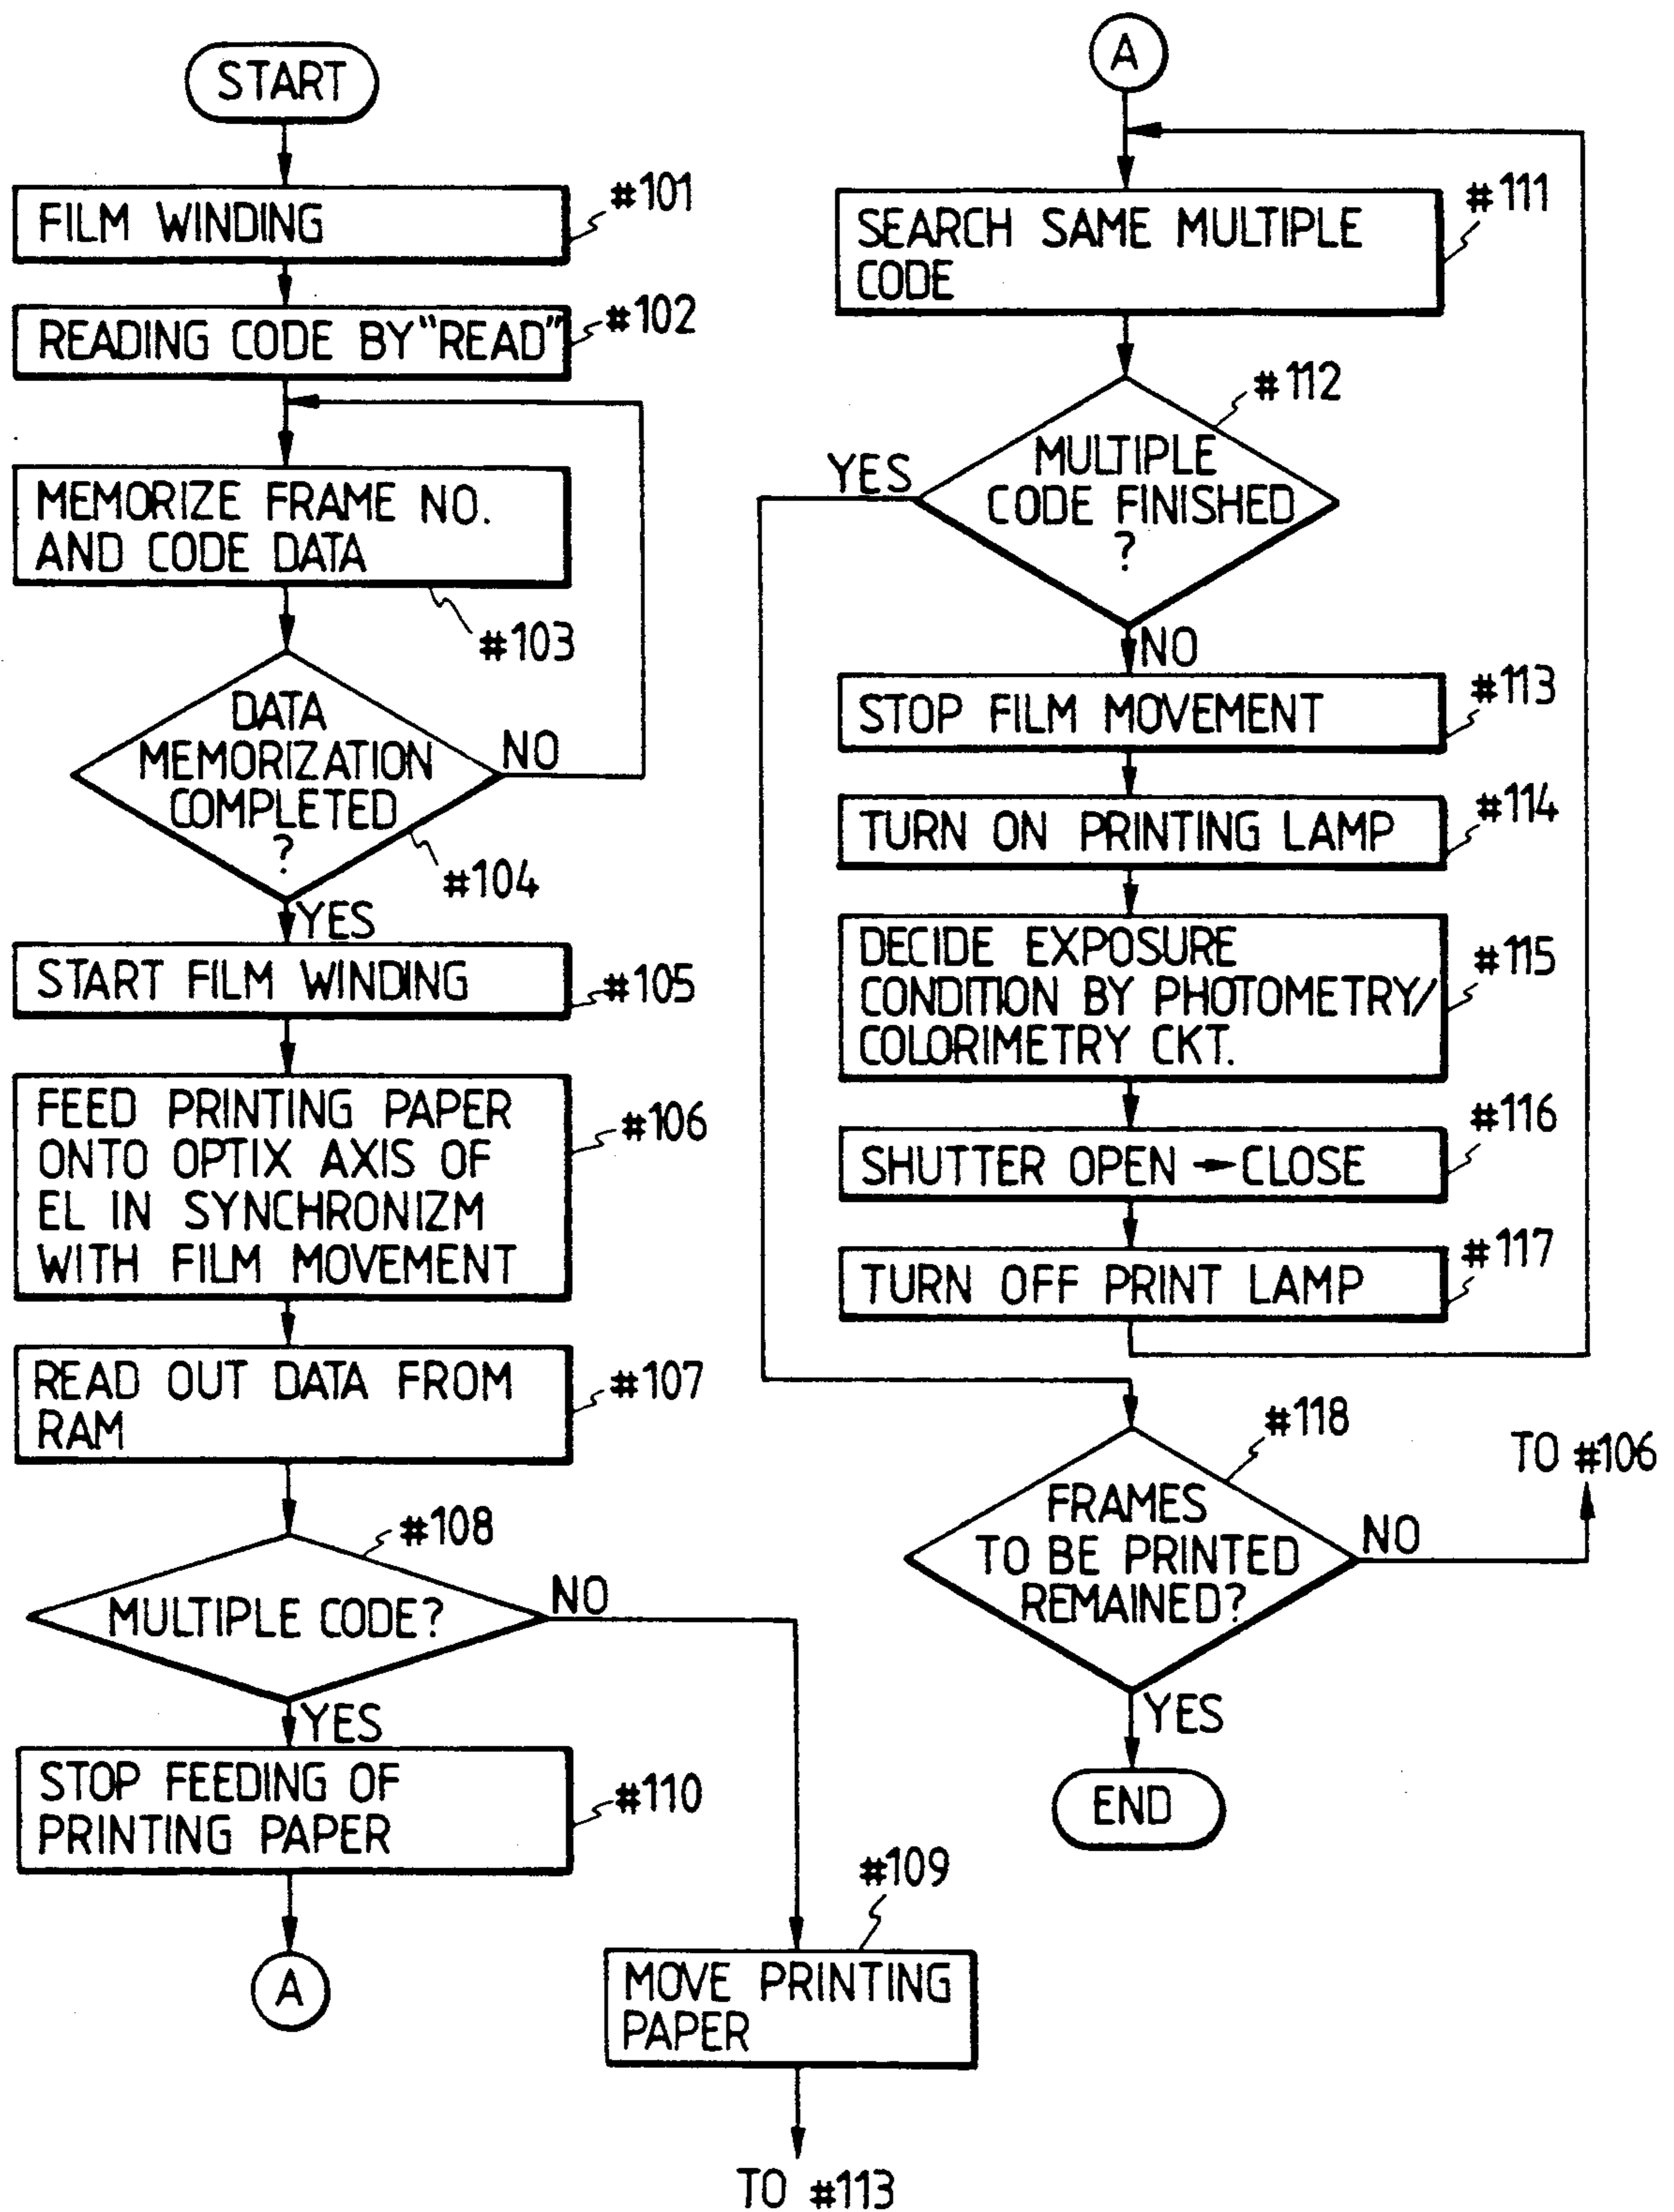 START
FILM WINDING
#101
READING CODE BY "READ"
#102
MEMORIZE FRAME NO.
AND CODE DATA
#103
DATA
MEMORIZATION
COMPLETED
?
#104
NO
YES
START FILM WINDING
#105
FEED PRINTING PAPER
ONTO OPTIX AXIS OF
EL IN SYNCHRONIZM
WITH FILM MOVEMENT
#106
READ OUT DATA FROM
RAM
#107
#108
MULTIPLE CODE?
NO
YES
STOP FEEDING OF
PRINTING PAPER
#110
A
#109
MOVE PRINTING
PAPER
TO #113
A
SEARCH SAME MULTIPLE
CODE
#111
#112
MULTIPLE
CODE FINISHED
?
YES
NO
STOP FILM MOVEMENT
#113
TURN ON PRINTING LAMP
#114
DECIDE EXPOSURE
CONDITION BY PHOTOMETRY/
COLORIMETRY CKT.
#115
SHUTTER OPEN → CLOSE
#116
TURN OFF PRINT LAMP
#117
#118
FRAMES
TO BE PRINTED
REMAINED?
NO
TO #106
YES
END